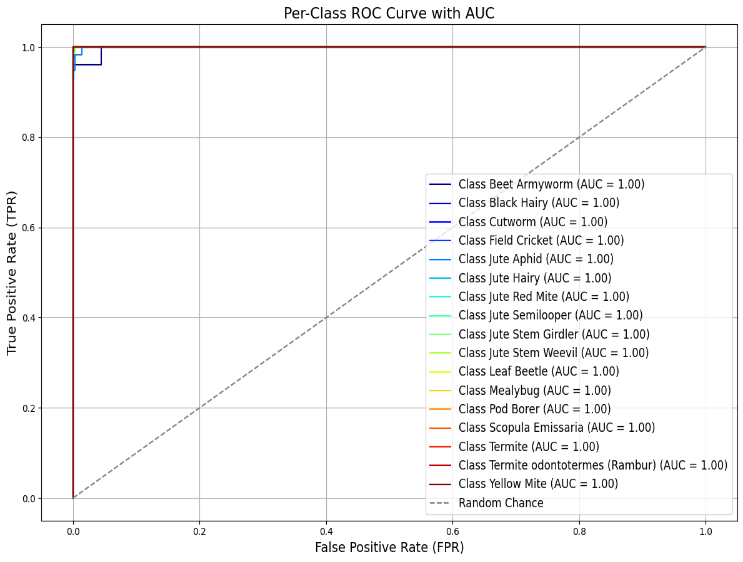 Per-Class ROC Curve with AUC
True Positive Rate (TPR)
1.0
0.8
0.6
0.4
0.2
0.0
Class Beet Armyworm (AUC = 1.00)
Class Black Hairy (AUC = 1.00)
Class Cutworm (AUC = 1.00)
Class Field Cricket (AUC = 1.00)
Class Jute Aphid (AUC = 1.00)
Class Jute Hairy (AUC = 1.00)
Class Jute Red Mite (AUC = 1.00)
Class Jute Semilooper (AUC = 1.00)
Class Jute Stem Girdler (AUC = 1.00)
Class Jute Stem Weevil (AUC = 1.00)
Class Leaf Beetle (AUC = 1.00)
Class Mealybug (AUC = 1.00)
Class Pod Borer (AUC = 1.00)
Class Scopula Emissaria (AUC = 1.00)
Class Termite (AUC = 1.00)
Class Termite odontotermes (Rambur) (AUC = 1.00)
Class Yellow Mite (AUC = 1.00)
Random Chance
0.0 0.2 0.4 0.6 0.8 1.0
False Positive Rate (FPR)